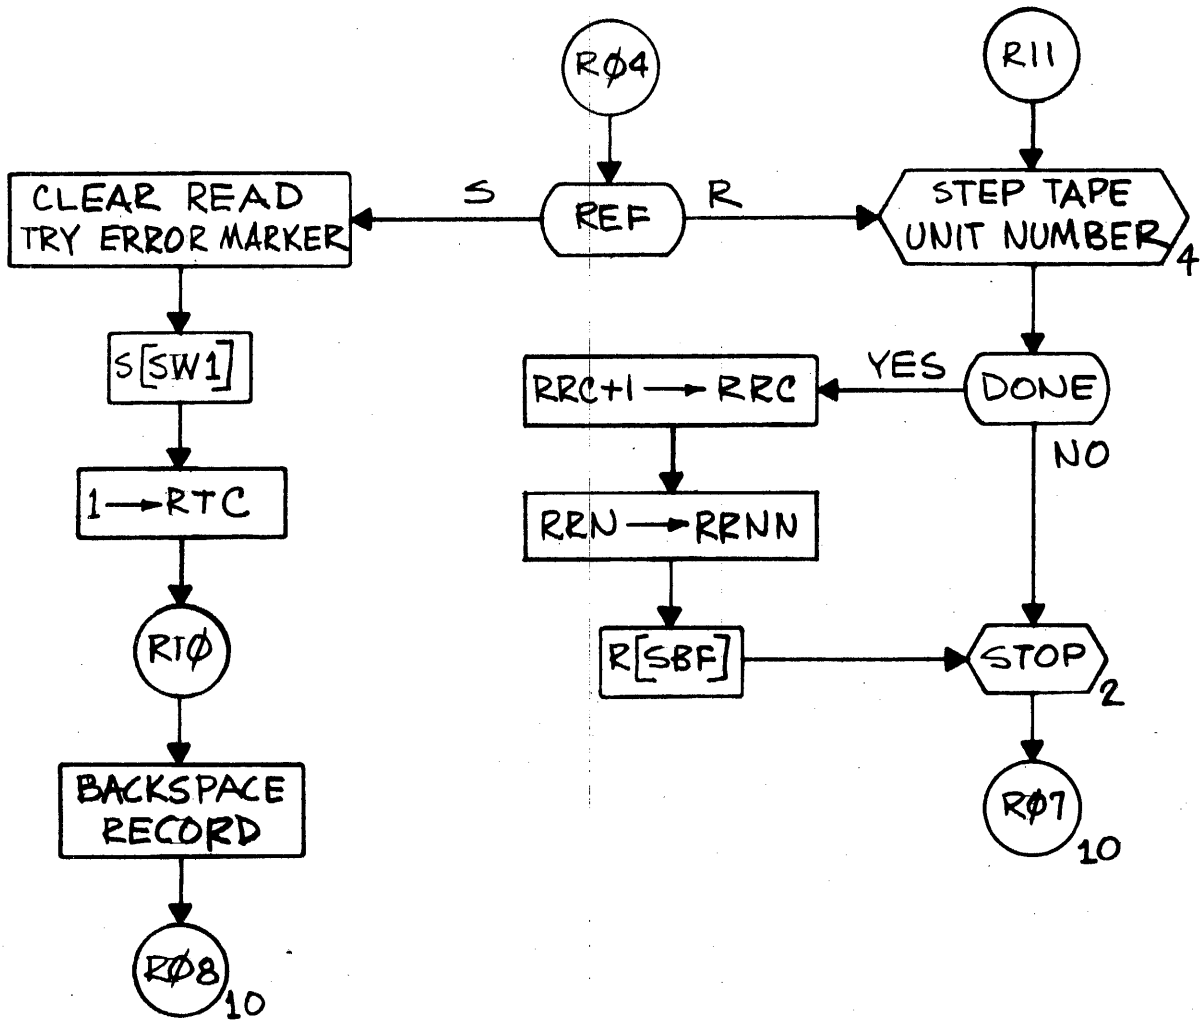 RØ4
R11
CLEAR READ
TRY ERROR MARKER
S
REF
R
STEP TAPE
UNIT NUMBER
4
S[SW1]
RRC+1 → RRC
YES
DONE
NO
1 → RTC
RRN → RRNN
R1Ø
R[SBF]
STOP
2
BACKSPACE
RECORD
RØ7
10
RØ8
10